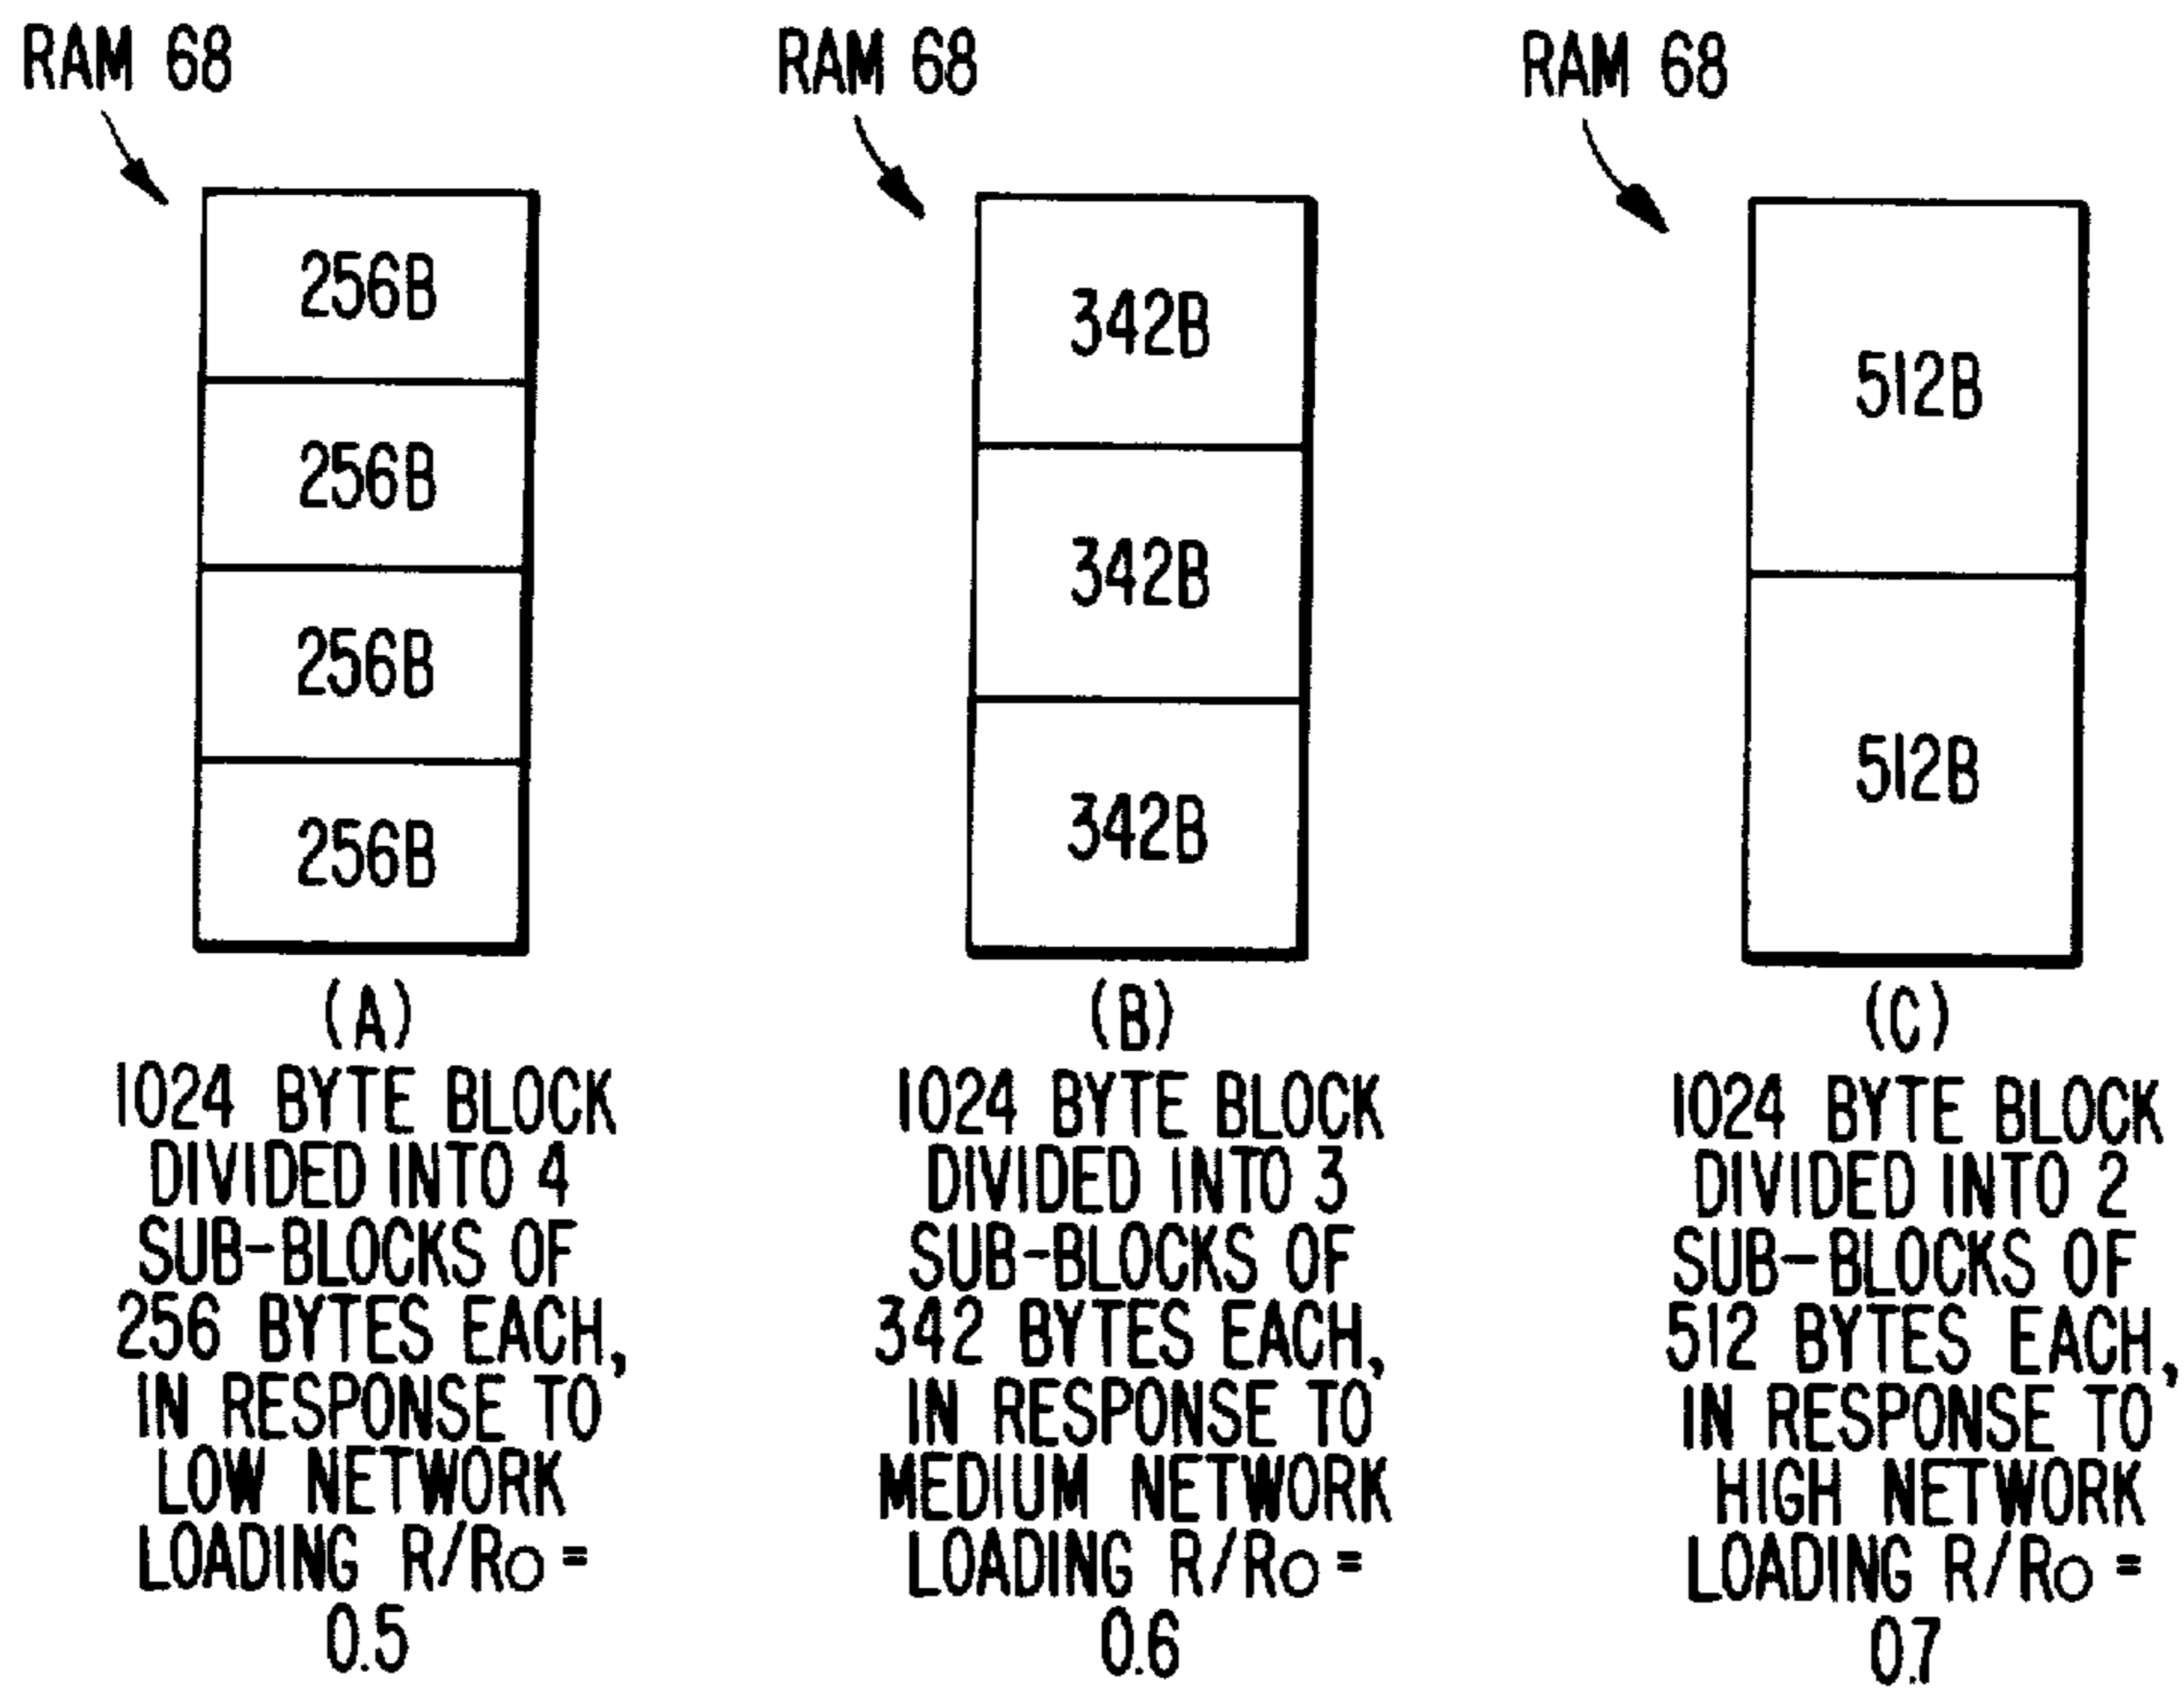 RAM 68
256B
256B
256B
256B
(A)
1024 BYTE BLOCK
DIVIDED INTO 4
SUB-BLOCKS OF
256 BYTES EACH,
IN RESPONSE TO
LOW NETWORK
LOADING R/RO =
0.5
RAM 68
342B
342B
342B
(B)
1024 BYTE BLOCK
DIVIDED INTO 3
SUB-BLOCKS OF
342 BYTES EACH,
IN RESPONSE TO
MEDIUM NETWORK
LOADING R/RO =
0.6
RAM 68
512B
512B
(C)
1024 BYTE BLOCK
DIVIDED INTO 2
SUB-BLOCKS OF
512 BYTES EACH,
IN RESPONSE TO
HIGH NETWORK
LOADING R/RO =
0.7